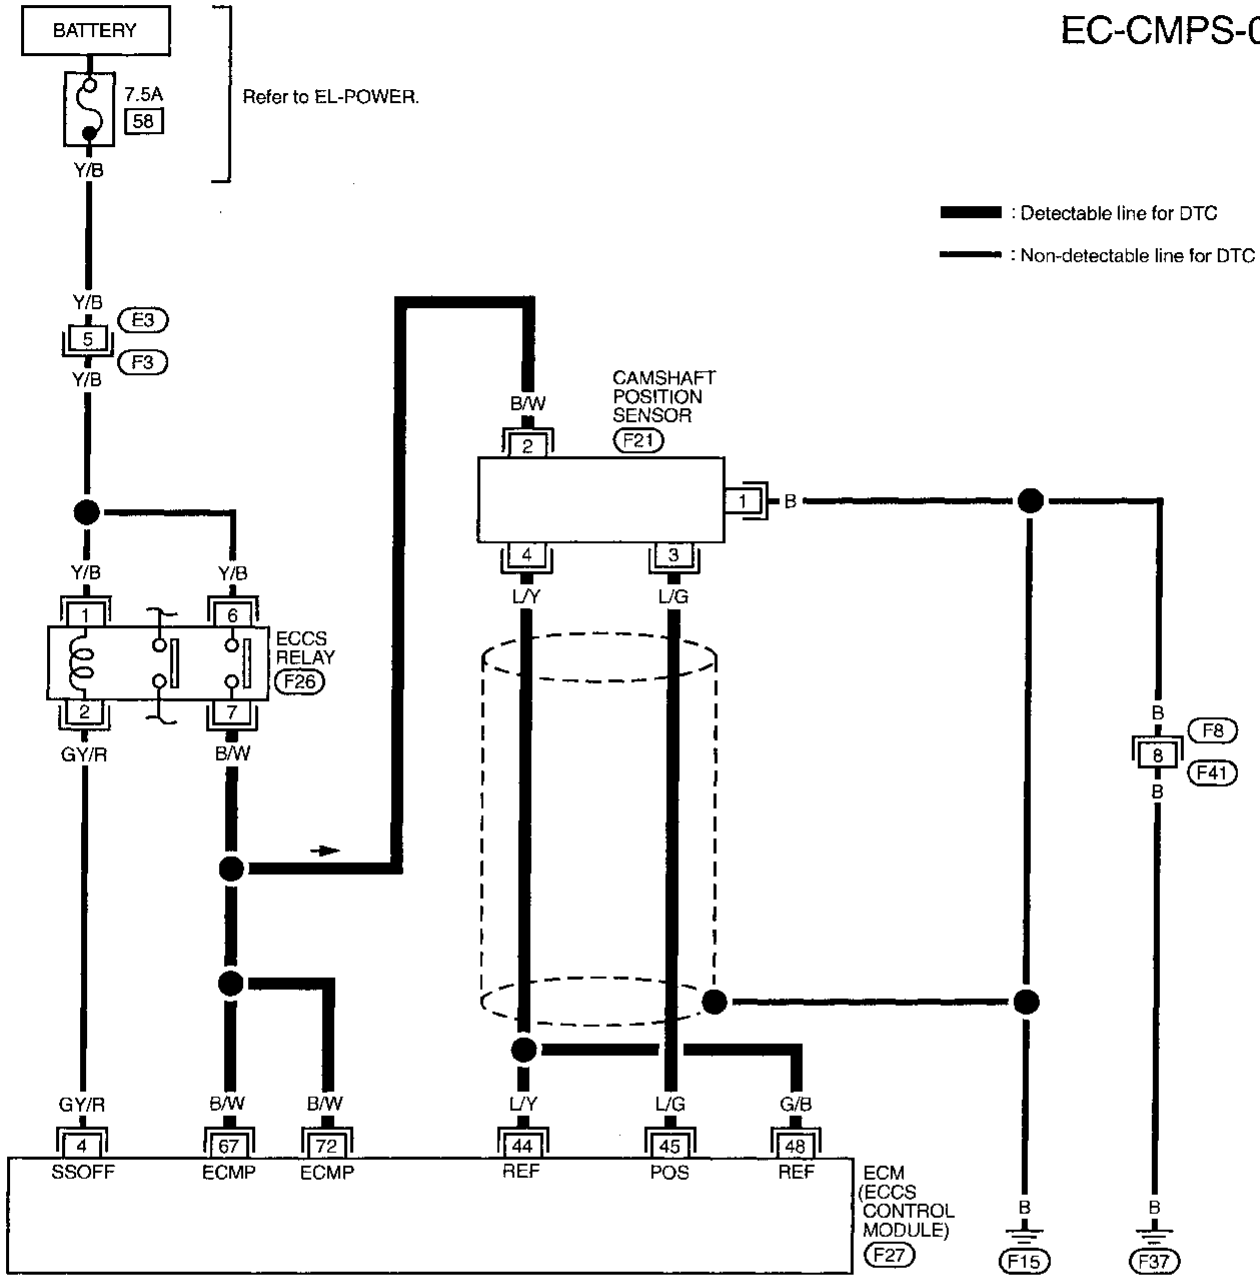 EC-CMPS-0
BATTERY
7.5A
58
Refer to EL-POWER.
Y/B
: Detectable line for DTC
: Non-detectable line for DTC
Y/B
E3
5
F3
Y/B
CAMSHAFT
POSITION
SENSOR
F21
B/W
2
1
B
4
3
L/Y
L/G
Y/B
Y/B
1
6
ECCS
RELAY
F26
2
7
GY/R
B/W
B
F8
8
F41
B
GY/R
B/W
B/W
L/Y
L/G
G/B
4
67
72
44
45
48
SSOFF
ECMP
ECMP
REF
POS
REF
ECM
(ECCS
CONTROL
MODULE)
F27
B
B
F15
F37